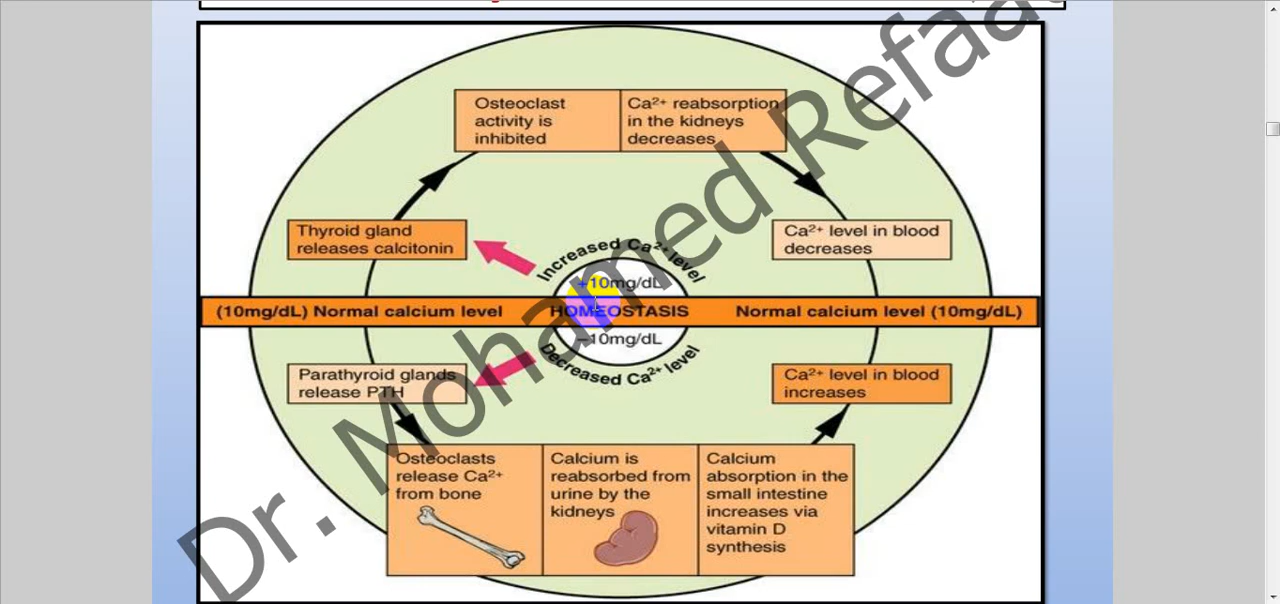 Osteoclast
activity is
inhibited
Ca²⁺ reabsorption
in the kidneys
decreases
Thyroid gland
releases calcitonin
Ca²⁺ level in blood
decreases
Increased Ca²⁺ level
+10mg/dL
(10mg/dL) Normal calcium level
HOMEOSTASIS
Normal calcium level (10mg/dL)
–10mg/dL
Decreased Ca²⁺ level
Parathyroid glands
release PTH
Ca²⁺ level in blood
increases
Osteoclasts
release Ca²⁺
from bone
Calcium is
reabsorbed from
urine by the
kidneys
Calcium
absorption in the
small intestine
increases via
vitamin D
synthesis
Dr. Mohamed